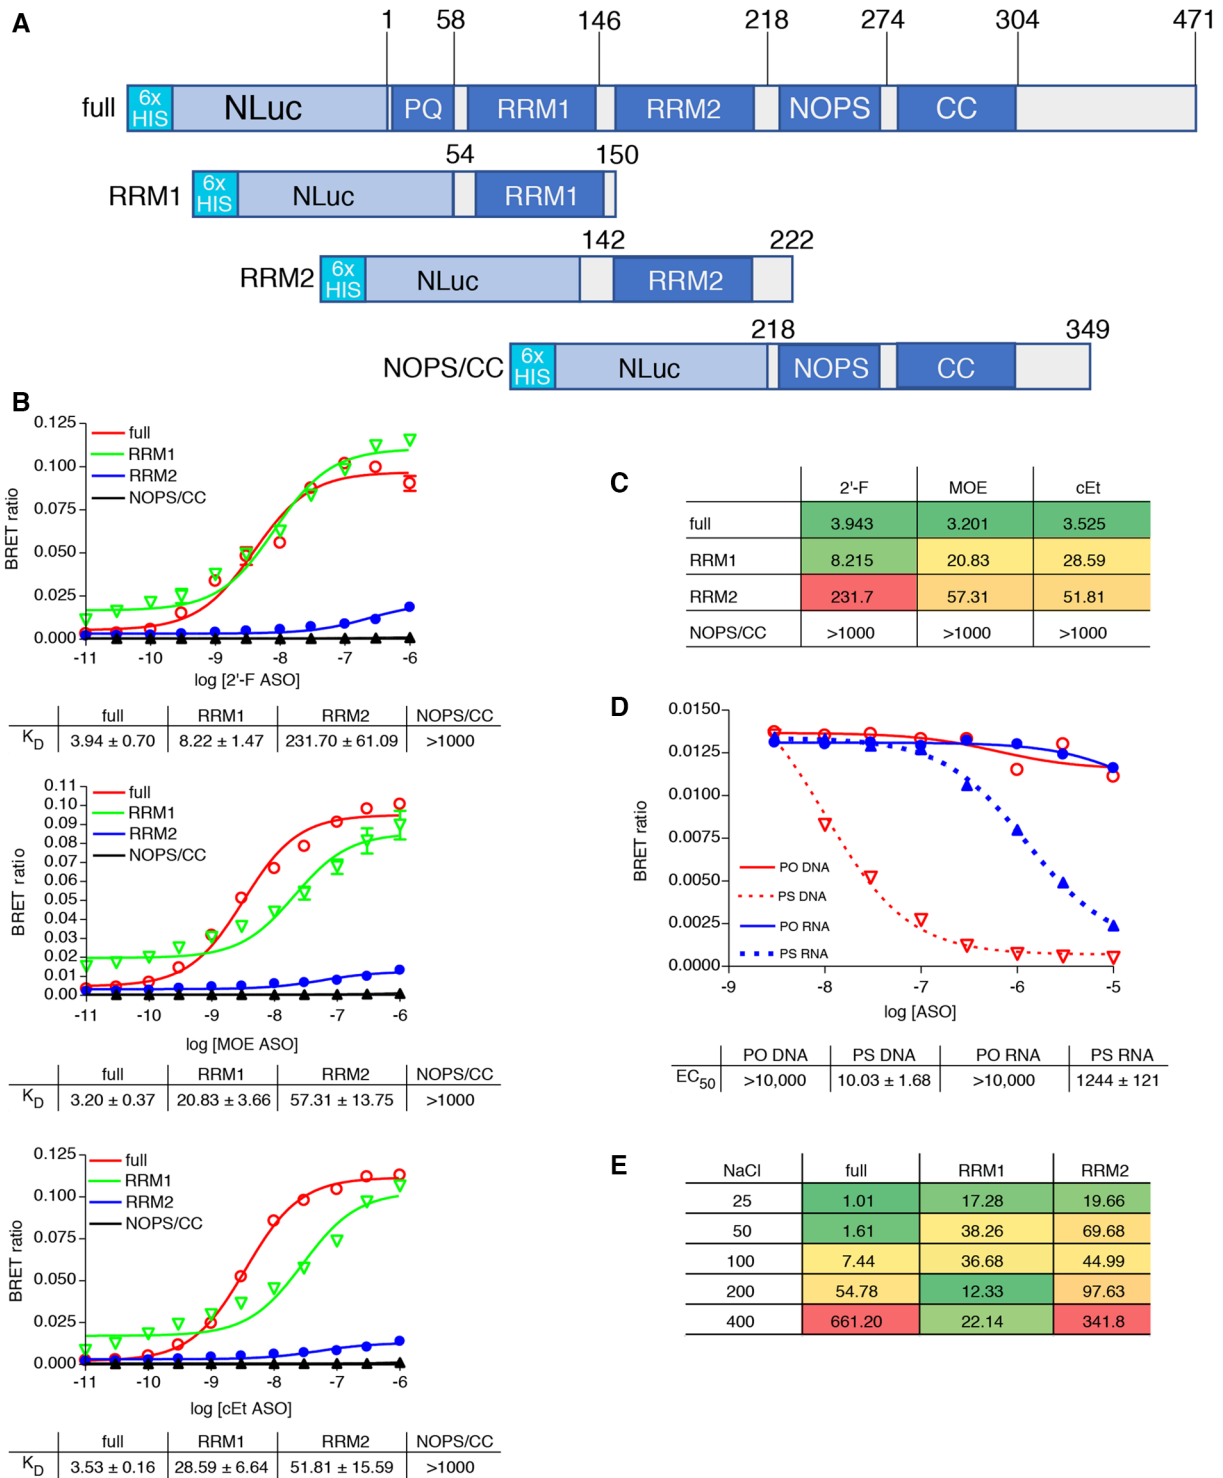 A
1 58 146 218 274 304 471
full 6x HIS NLuc PQ RRM1 RRM2 NOPS CC
54 150
RRM1 6x HIS NLuc RRM1
142 222
RRM2 6x HIS NLuc RRM2
218 349
NOPS/CC 6x HIS NLuc NOPS CC
B
BRET ratio
0.125
0.100
0.075
0.050
0.025
0.000
full
RRM1
RRM2
NOPS/CC
-11 -10 -9 -8 -7 -6
log [2'-F ASO]
full RRM1 RRM2 NOPS/CC
KD 3.94 ± 0.70 8.22 ± 1.47 231.70 ± 61.09 >1000
BRET ratio
0.11
0.10
0.09
0.08
0.07
0.06
0.05
0.04
0.03
0.02
0.01
0.00
full
RRM1
RRM2
NOPS/CC
-11 -10 -9 -8 -7 -6
log [MOE ASO]
full RRM1 RRM2 NOPS/CC
KD 3.20 ± 0.37 20.83 ± 3.66 57.31 ± 13.75 >1000
BRET ratio
0.125
0.100
0.075
0.050
0.025
0.000
full
RRM1
RRM2
NOPS/CC
-11 -10 -9 -8 -7 -6
log [cEt ASO]
full RRM1 RRM2 NOPS/CC
KD 3.53 ± 0.16 28.59 ± 6.64 51.81 ± 15.59 >1000
C
2'-F MOE cEt
full 3.943 3.201 3.525
RRM1 8.215 20.83 28.59
RRM2 231.7 57.31 51.81
NOPS/CC >1000 >1000 >1000
D
BRET ratio
0.0150
0.0125
0.0100
0.0075
0.0050
0.0025
0.0000
PO DNA
PS DNA
PO RNA
PS RNA
-9 -8 -7 -6 -5
log [ASO]
PO DNA PS DNA PO RNA PS RNA
EC50 >10,000 10.03 ± 1.68 >10,000 1244 ± 121
E
NaCl full RRM1 RRM2
25 1.01 17.28 19.66
50 1.61 38.26 69.68
100 7.44 36.68 44.99
200 54.78 12.33 97.63
400 661.20 22.14 341.8